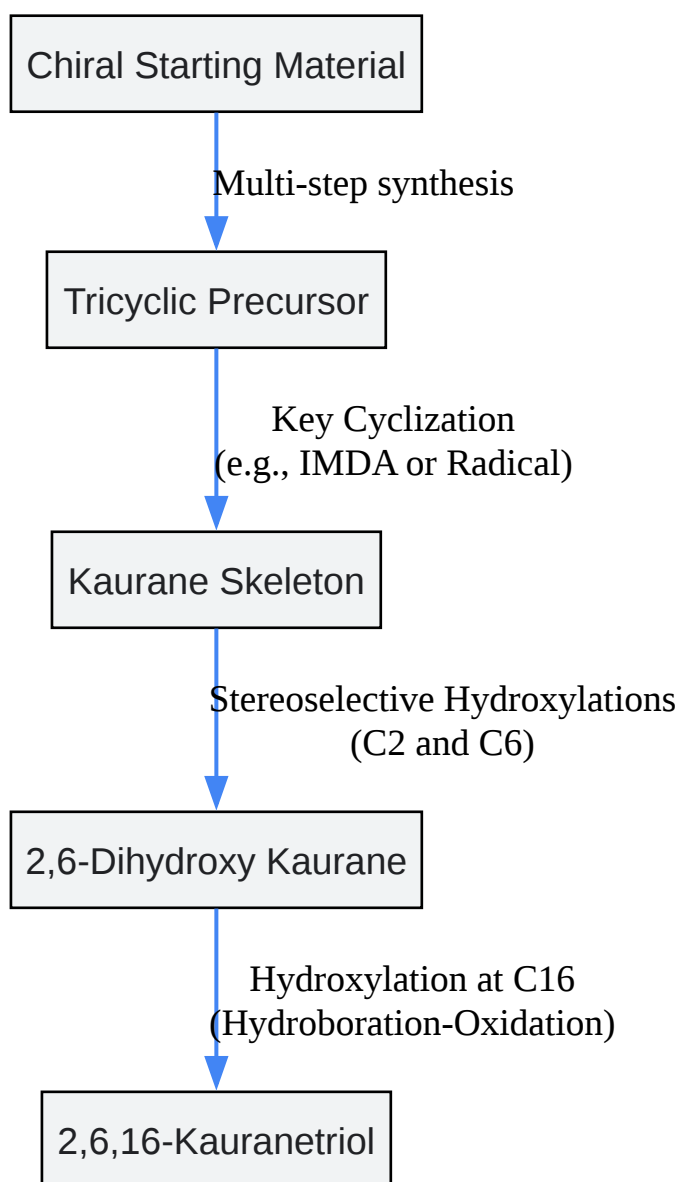 Chiral Starting Material
Multi-step synthesis
Tricyclic Precursor
Key Cyclization
(e.g., IMDA or Radical)
Kaurane Skeleton
Stereoselective Hydroxylations
(C2 and C6)
2,6-Dihydroxy Kaurane
Hydroxylation at C16
(Hydroboration-Oxidation)
2,6,16-Kauranetriol